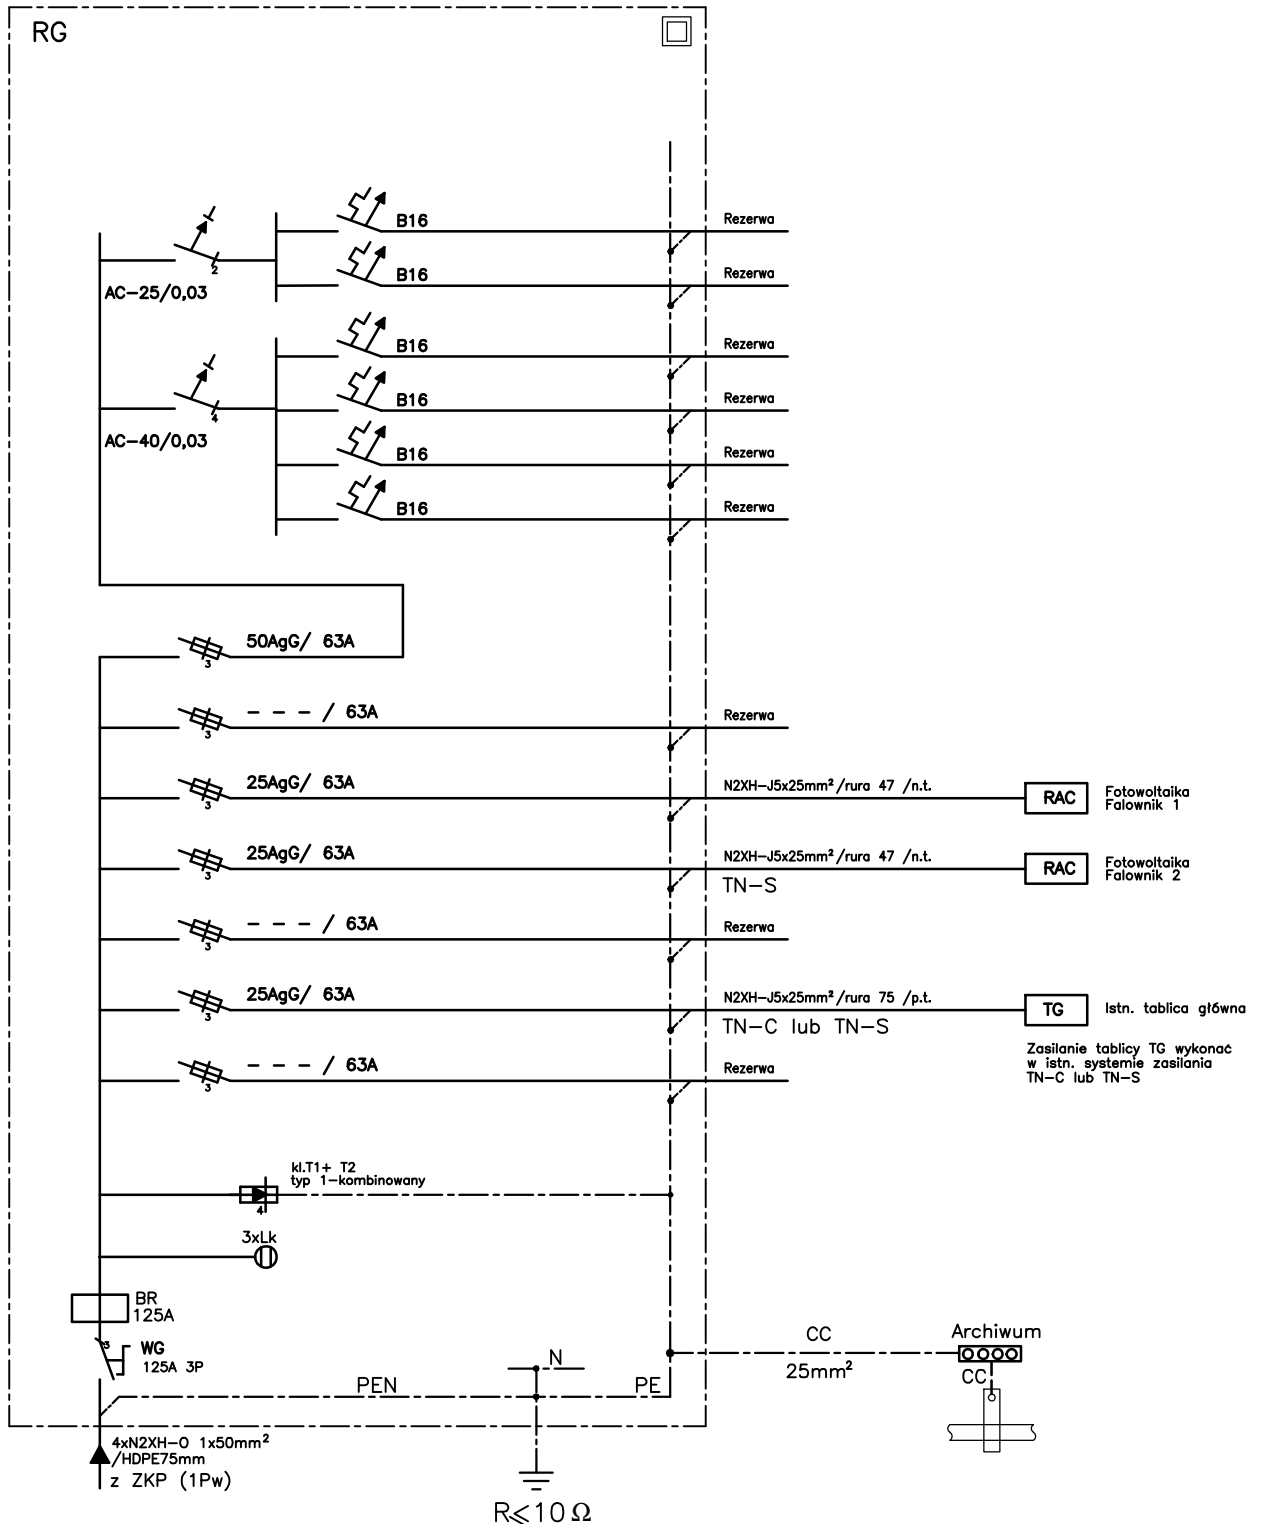 RG
B16
Rezerwa
2
AC-25/0,03
B16
Rezerwa
B16
Rezerwa
4
AC-40/0,03
B16
Rezerwa
B16
Rezerwa
B16
Rezerwa
50AgG/ 63A
3
- - - / 63A
3
Rezerwa
25AgG/ 63A
3
N2XH-J5x25mm² /rura 47 /n.t.
RAC
Fotowoltaika
Falownik 1
25AgG/ 63A
3
N2XH-J5x25mm² /rura 47 /n.t.
TN-S
RAC
Fotowoltaika
Falownik 2
- - - / 63A
3
Rezerwa
25AgG/ 63A
3
N2XH-J5x25mm² /rura 75 /p.t.
TN-C lub TN-S
TG
Istn. tablica główna
Zasilanie tablicy TG wykonać
w istn. systemie zasilania
TN-C lub TN-S
- - - / 63A
3
Rezerwa
kl.T1+ T2
typ 1-kombinowany
4
3xLk
BR
125A
3
WG
125A 3P
N
PEN
PE
CC
25mm²
Archiwum
CC
4xN2XH-O 1x50mm²
/HDPE75mm
z ZKP (1Pw)
R⩽10 Ω